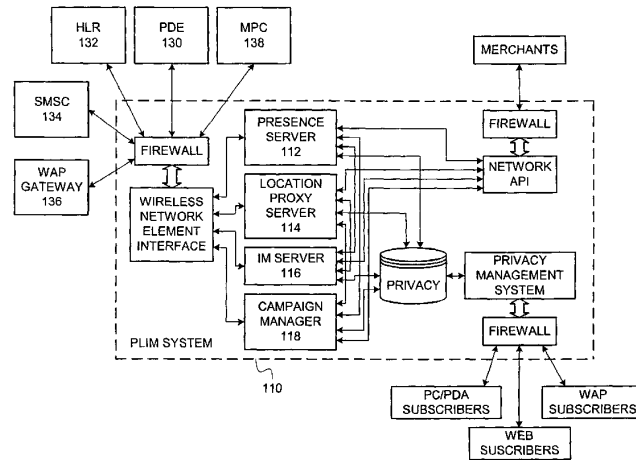 HLR
132
PDE
130
MPC
138
MERCHANTS
SMSC
134
FIREWALL
PRESENCE
SERVER
112
FIREWALL
WAP
GATEWAY
136
WIRELESS
NETWORK
ELEMENT
INTERFACE
LOCATION
PROXY
SERVER
114
NETWORK
API
IM SERVER
116
PRIVACY
PRIVACY
MANAGEMENT
SYSTEM
CAMPAIGN
MANAGER
118
FIREWALL
PLIM SYSTEM
110
PC/PDA
SUBSCRIBERS
WAP
SUBSCRIBERS
WEB
SUSCRIBERS